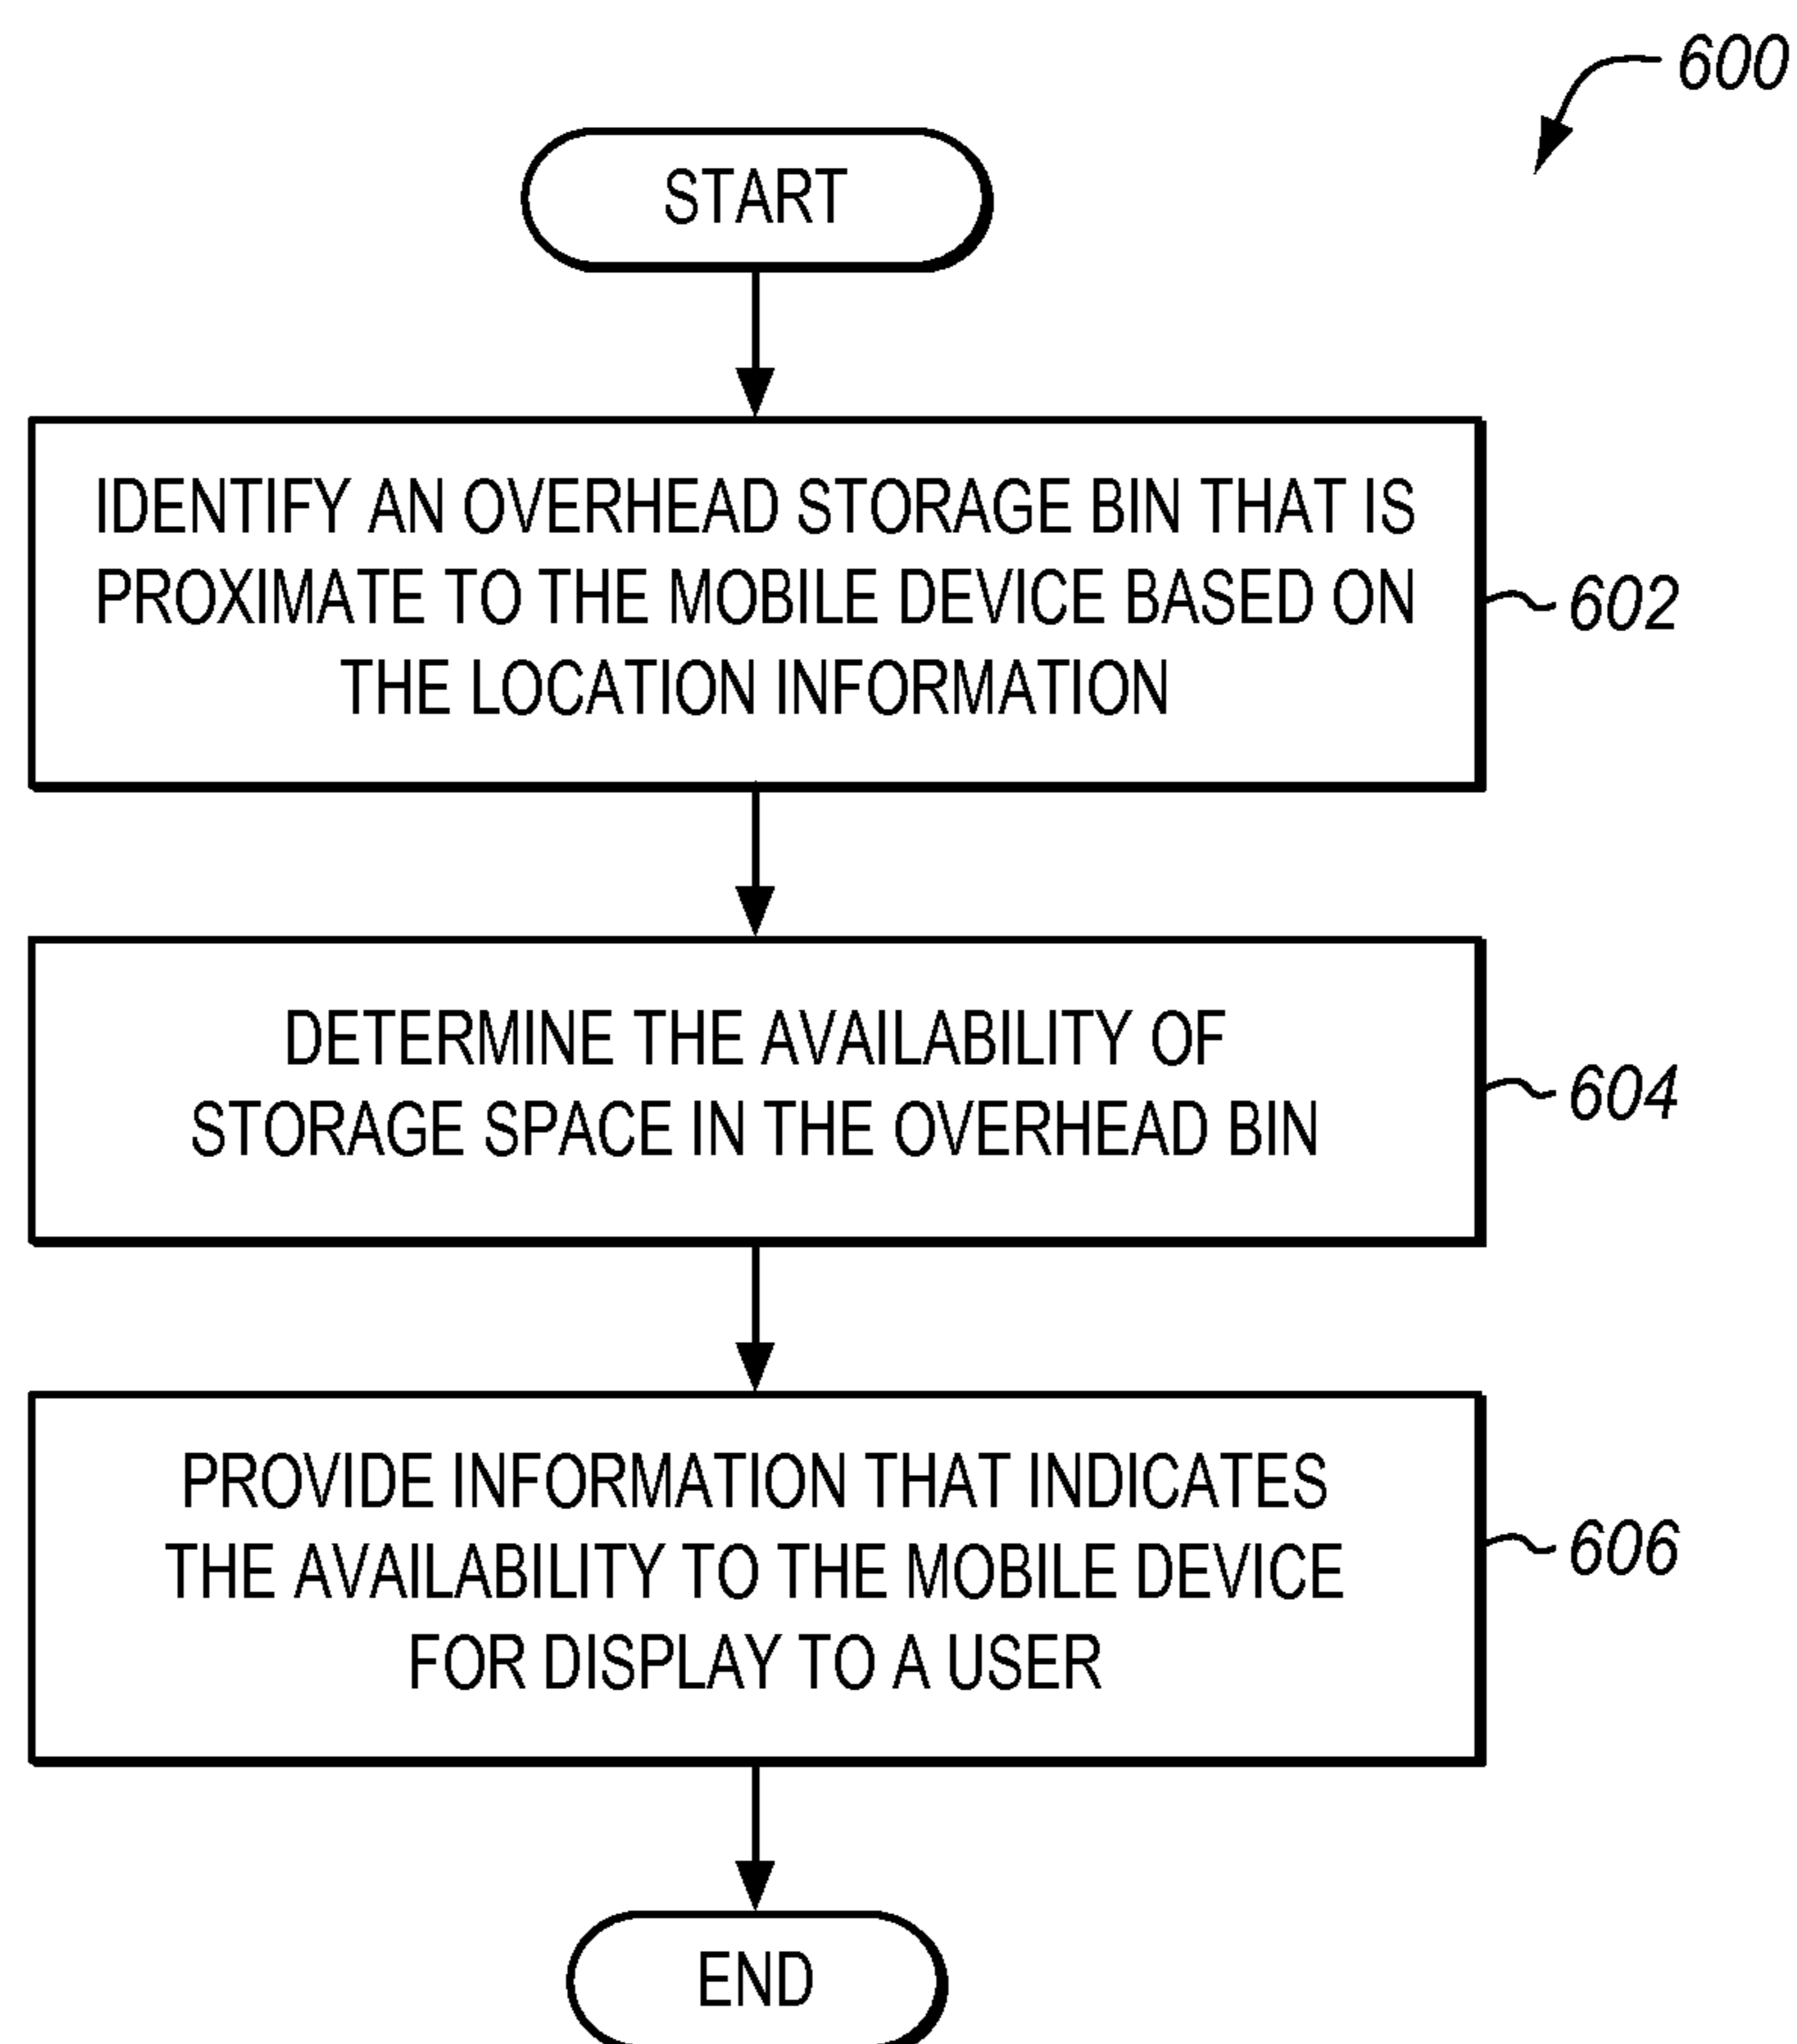 600
START
IDENTIFY AN OVERHEAD STORAGE BIN THAT IS
PROXIMATE TO THE MOBILE DEVICE BASED ON
THE LOCATION INFORMATION
602
DETERMINE THE AVAILABILITY OF
STORAGE SPACE IN THE OVERHEAD BIN
604
PROVIDE INFORMATION THAT INDICATES
THE AVAILABILITY TO THE MOBILE DEVICE
FOR DISPLAY TO A USER
606
END